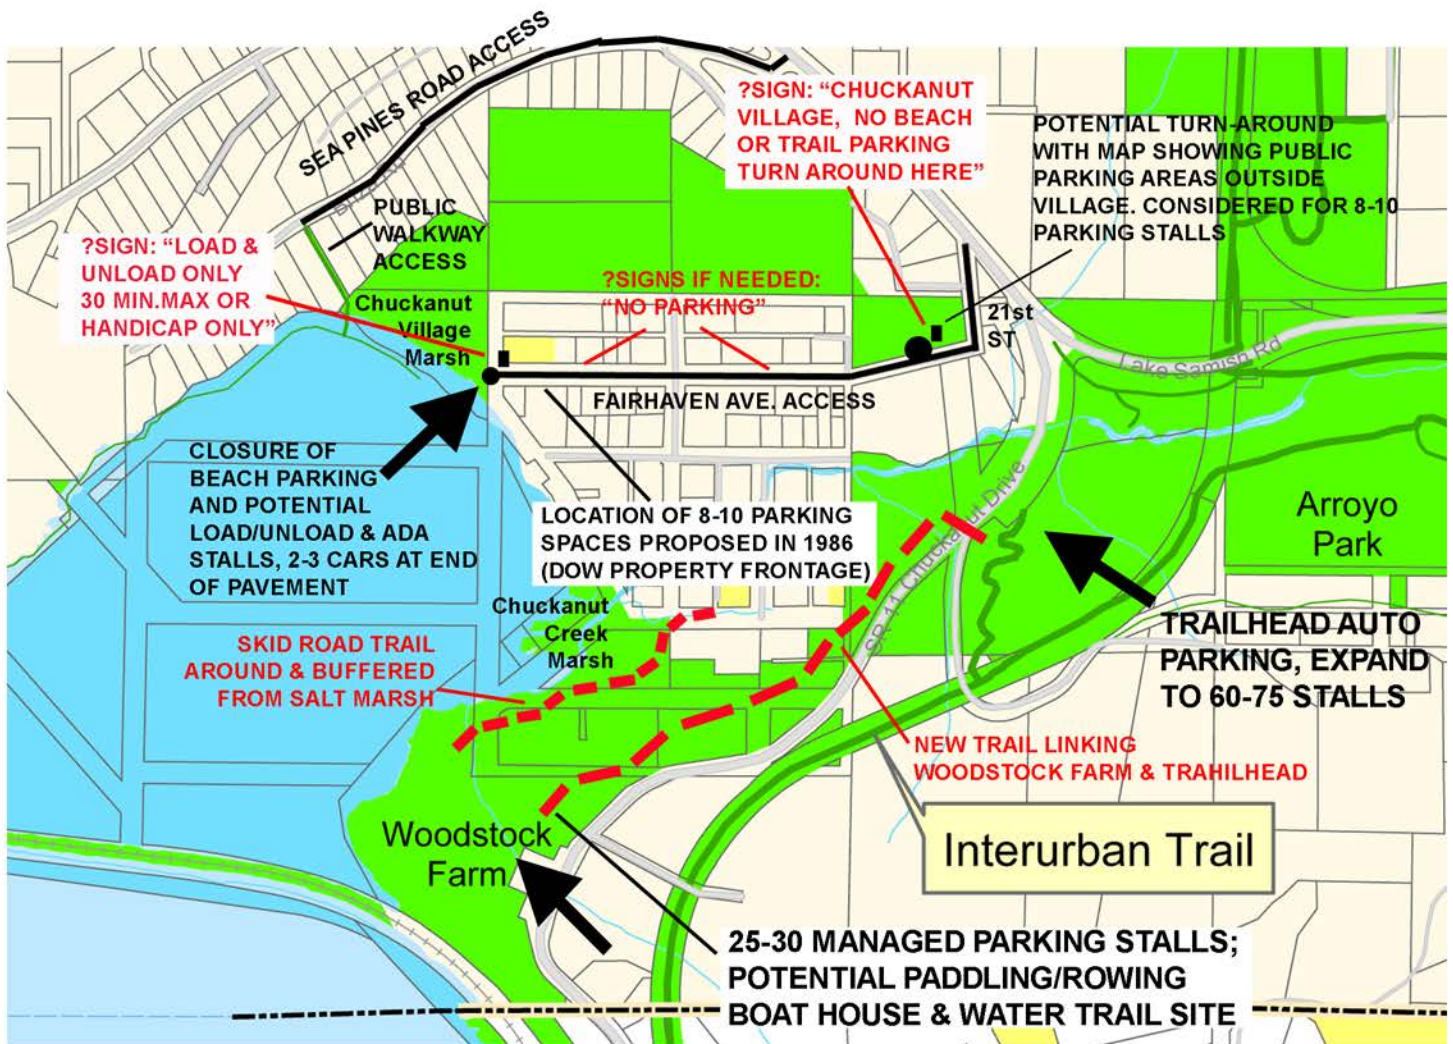 SEA PINES ROAD ACCESS
?SIGN: “CHUCKANUT
VILLAGE, NO BEACH
OR TRAIL PARKING
TURN AROUND HERE”
POTENTIAL TURN-AROUND
WITH MAP SHOWING PUBLIC
PARKING AREAS OUTSIDE
VILLAGE. CONSIDERED FOR 8-10
PARKING STALLS
PUBLIC
WALKWAY
ACCESS
?SIGN: “LOAD &
UNLOAD ONLY
30 MIN.MAX OR
HANDICAP ONLY”
Chuckanut
Village
Marsh
?SIGNS IF NEEDED:
“NO PARKING”
21st
ST
Lake Samish Rd
FAIRHAVEN AVE. ACCESS
CLOSURE OF
BEACH PARKING
AND POTENTIAL
LOAD/UNLOAD & ADA
STALLS, 2-3 CARS AT END
OF PAVEMENT
LOCATION OF 8-10 PARKING
SPACES PROPOSED IN 1986
(DOW PROPERTY FRONTAGE)
SR 11 Chuckanut Drive
Arroyo
Park
Chuckanut
Creek
Marsh
TRAILHEAD AUTO
PARKING, EXPAND
TO 60-75 STALLS
SKID ROAD TRAIL
AROUND & BUFFERED
FROM SALT MARSH
NEW TRAIL LINKING
WOODSTOCK FARM & TRAHILHEAD
Woodstock
Farm
Interurban Trail
25-30 MANAGED PARKING STALLS;
POTENTIAL PADDLING/ROWING
BOAT HOUSE & WATER TRAIL SITE